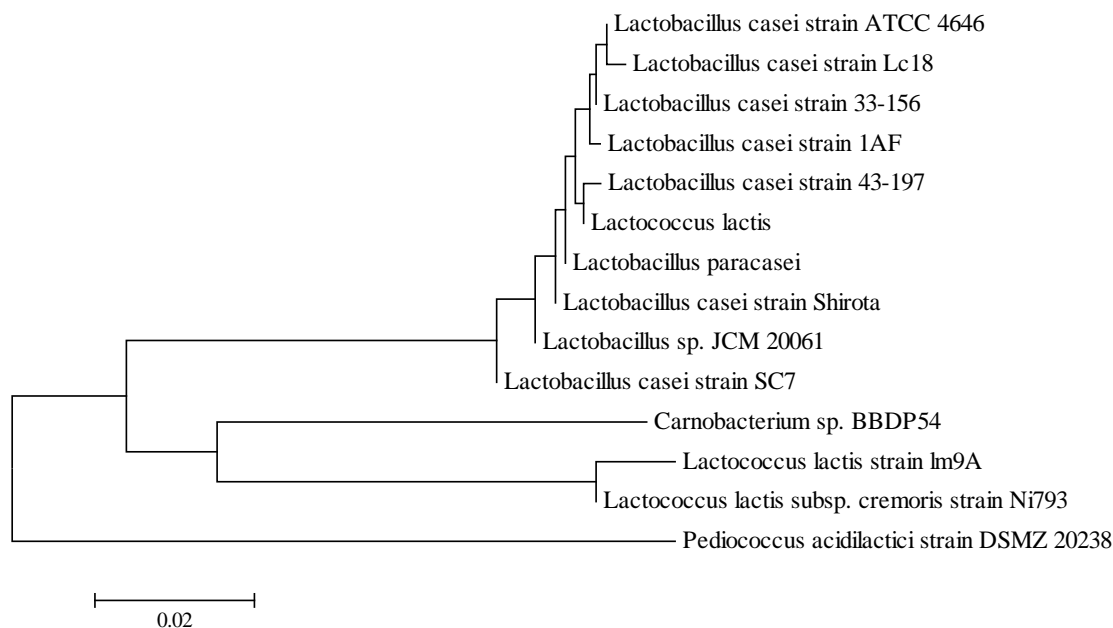 Lactobacillus casei strain ATCC 4646
Lactobacillus casei strain Lc18
Lactobacillus casei strain 33-156
Lactobacillus casei strain 1AF
Lactobacillus casei strain 43-197
Lactococcus lactis
Lactobacillus paracasei
Lactobacillus casei strain Shirota
Lactobacillus sp. JCM 20061
Lactobacillus casei strain SC7
Carnobacterium sp. BBDP54
Lactococcus lactis strain lm9A
Lactococcus lactis subsp. cremoris strain Ni793
Pediococcus acidilactici strain DSMZ 20238
0.02